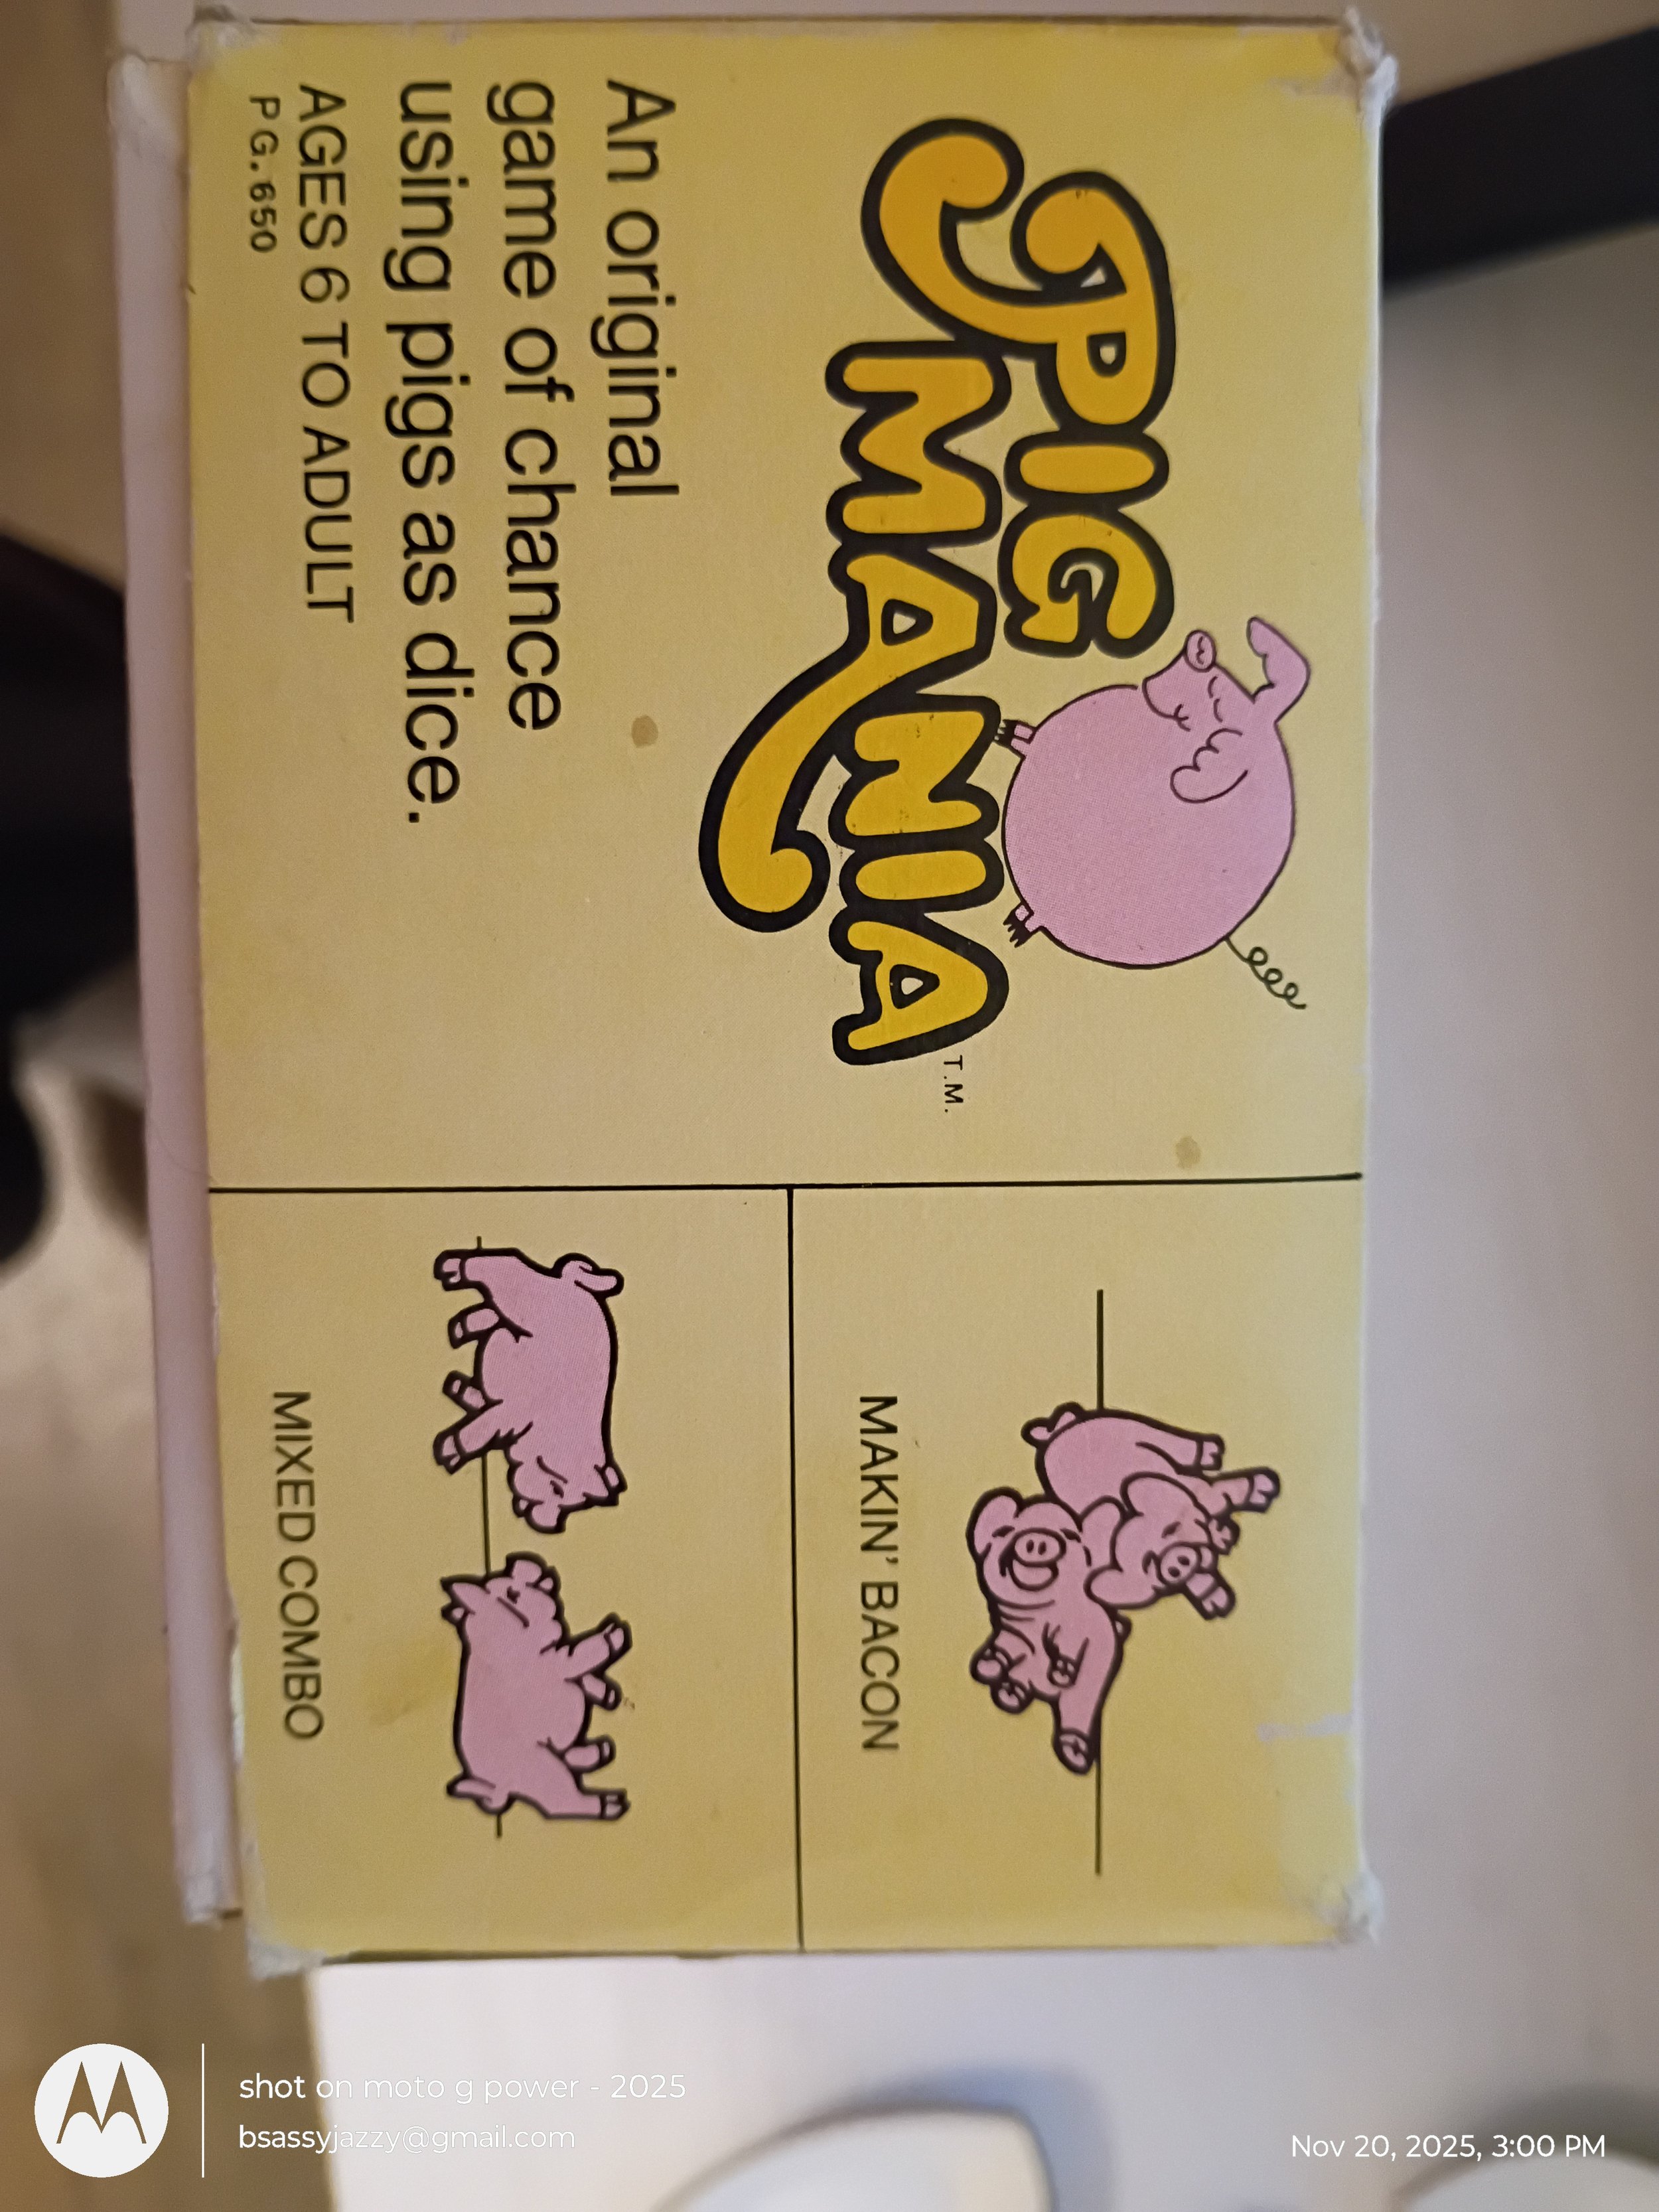 PIG
MANIA
T.M.
An original
game of chance
using pigs as dice.
AGES 6 TO ADULT
PG.650
MAKIN' BACON
MIXED COMBO
shot on moto g power - 2025
bsassyjazzy@gmail.com
Nov 20, 2025, 3:00 PM